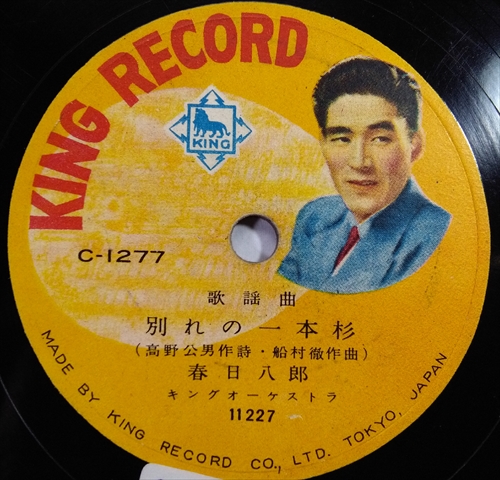 KING RECORD
KING
C-1277
歌謡曲
別れの一本杉
(高野公男作詩・船村徹作曲)
春日八郎
キングオーケストラ
11227
MADE BY KING RECORD CO., LTD. TOKYO, JAPAN